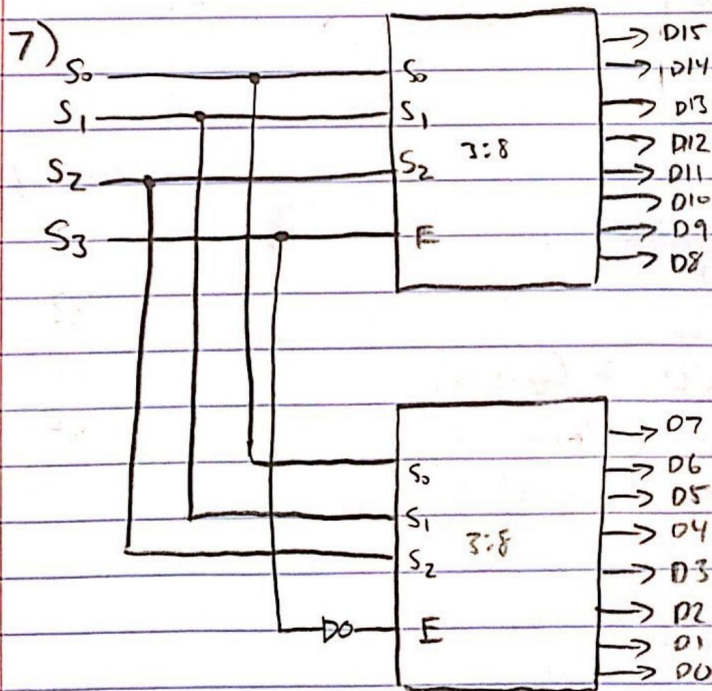 7)
S₀
S₁
S₂
S₃
S₀
S₁
S₂
E
3:8
D15
D14
D13
D12
D11
D10
D9
D8
S₀
S₁
S₂
E
3:8
D7
D6
D5
D4
D3
D2
D1
D0